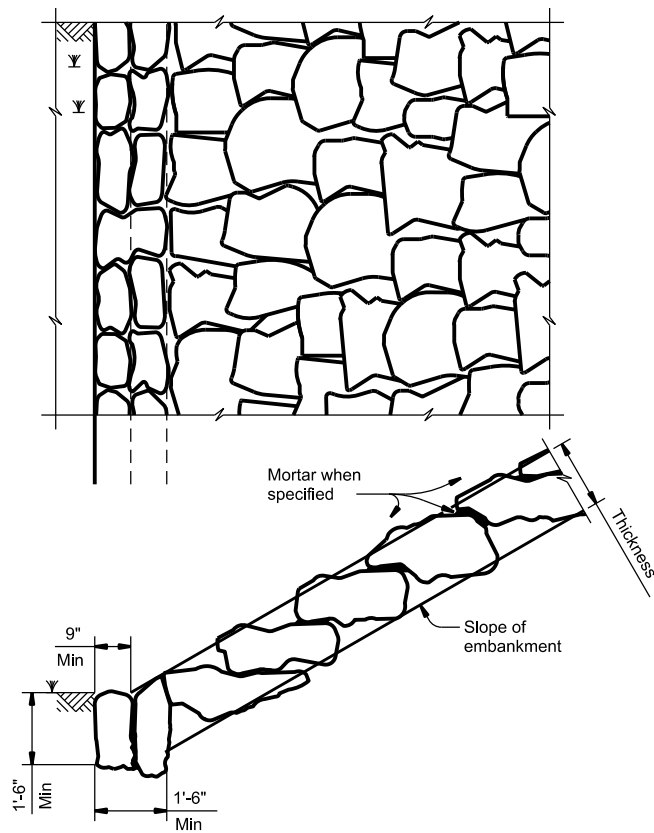 Mortar when
specified
Thickness
Slope of
embankment
9"
Min
1'-6"
Min
1'-6"
Min